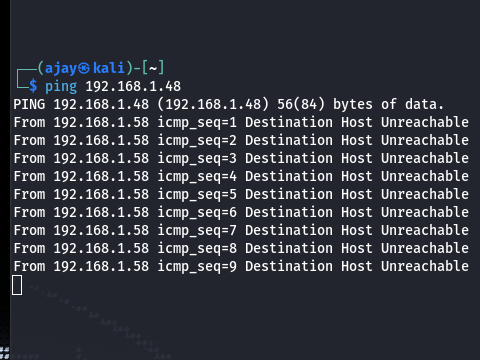 ┌──(ajay㉿kali)-[~]
└─$ ping 192.168.1.48
PING 192.168.1.48 (192.168.1.48) 56(84) bytes of data.
From 192.168.1.58 icmp_seq=1 Destination Host Unreachable
From 192.168.1.58 icmp_seq=2 Destination Host Unreachable
From 192.168.1.58 icmp_seq=3 Destination Host Unreachable
From 192.168.1.58 icmp_seq=4 Destination Host Unreachable
From 192.168.1.58 icmp_seq=5 Destination Host Unreachable
From 192.168.1.58 icmp_seq=6 Destination Host Unreachable
From 192.168.1.58 icmp_seq=7 Destination Host Unreachable
From 192.168.1.58 icmp_seq=8 Destination Host Unreachable
From 192.168.1.58 icmp_seq=9 Destination Host Unreachable